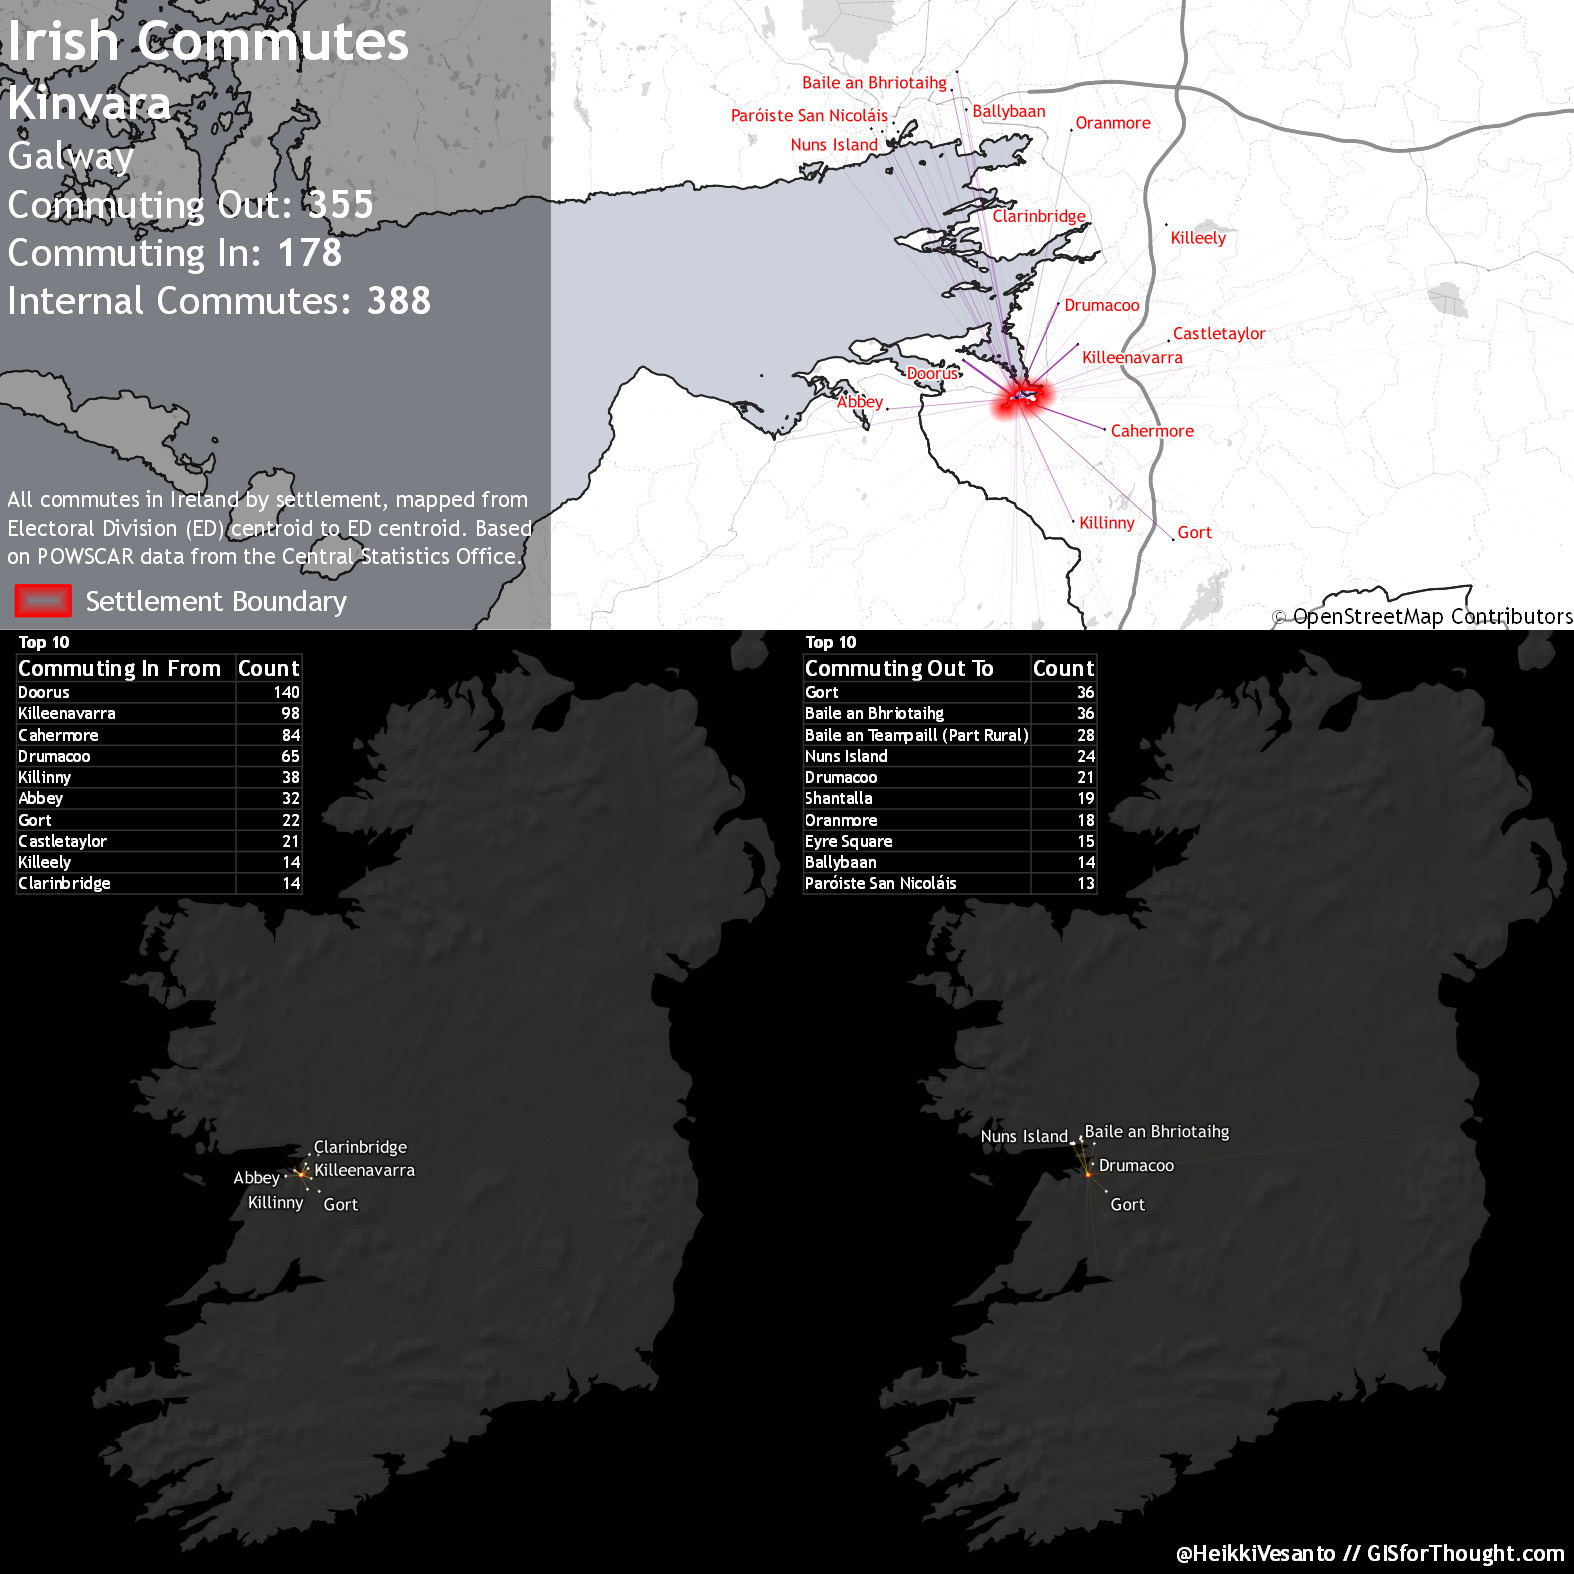 Irish Commutes
Kinvara
Galway
Commuting Out: 355
Commuting In: 178
Internal Commutes: 388
All commutes in Ireland by settlement, mapped from
Electoral Division (ED) centroid to ED centroid. Based
on POWSCAR data from the Central Statistics Office.
Settlement Boundary
Baile an Bhriotaihg
Paróiste San Nicoláis
Ballybaan
Oranmore
Nuns Island
Clarinbridge
Killeely
Drumacoo
Castletaylor
Killeenavarra
Doorus
Abbey
Cahermore
Killinny
Gort
© OpenStreetMap Contributors
Top 10
Commuting In From Count
Doorus 140
Killeenavarra 98
Cahermore 84
Drumacoo 65
Killinny 38
Abbey 32
Gort 22
Castletaylor 21
Killeely 14
Clarinbridge 14
Clarinbridge
Killeenavarra
Abbey
Killinny
Gort
Top 10
Commuting Out To Count
Gort 36
Baile an Bhriotaihg 36
Baile an Teampaill (Part Rural) 28
Nuns Island 24
Drumacoo 21
Shantalla 19
Oranmore 18
Eyre Square 15
Ballybaan 14
Paróiste San Nicoláis 13
Nuns Island
Baile an Bhriotaihg
Drumacoo
Gort
@HeikkiVesanto // GISforThought.com